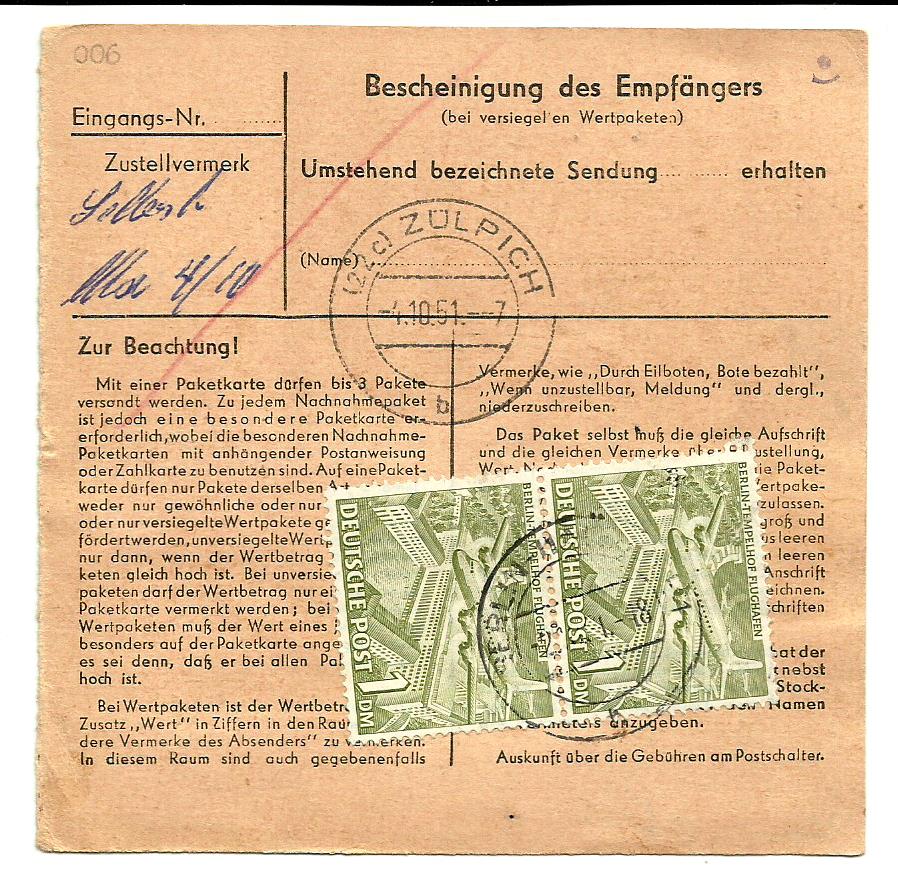 006
Eingangs-Nr.
Zustellvermerk
4/10
Bescheinigung des Empfängers
(bei versiegel en Wertpaketen)
Umstehend bezeichnete Sendung erhalten
(Name)
(22c) ZÜLPICH
-4.10.51.--7
b
Zur Beachtung!
Mit einer Paketkarte dürfen bis 3 Pakete
versandt werden. Zu jedem Nachnahmepaket
ist jedoch eine besondere Paketkarte er-
erforderlich, wobei die besonderen Nachnahme-
Paketkarten mit anhängender Postanweisung
oder Zahlkarte zu benutzen sind. Auf eine Paket-
karte dürfen nur Pakete derselben
weder nur gewöhnliche oder nur
oder nur versiegelte Wertpakete
fördert werden, unversiegelte
nur dann, wenn der Wertbetrag
keten gleich hoch ist. Bei
paketen darf der Wertbetrag nur
Paketkarte vermerkt werden; bei
Wertpaketen muß der Wert eines
besonders auf der Paketkarte
es sei denn, daß er bei allen
hoch ist.
Bei Wertpaketen ist der
Zusatz „Wert" in Ziffern in den
dere Vermerke des Absenders" zu vermerken.
In diesem Raum sind auch gegebenenfalls
Vermerke, wie „Durch Eilboten, Bote bezahlt",
„Wenn unzustellbar, Meldung" und dergl.,
niederzuschreiben.
Das Paket selbst muß die gleiche Aufschrift
und die gleichen Vermerke über
Wert,
Paket-
zulassen.
groß und
leeren
Anschrift
der
nebst
Stock-
Namen
anzugeben.
Auskunft über die Gebühren am Postschalter.
DEUTSCHE POST
1 DM
BERLIN-TEMPELHOF FLUGHAFEN
DEUTSCHE POST
1 DM
BERLIN-TEMPELHOF FLUGHAFEN
BERLIN